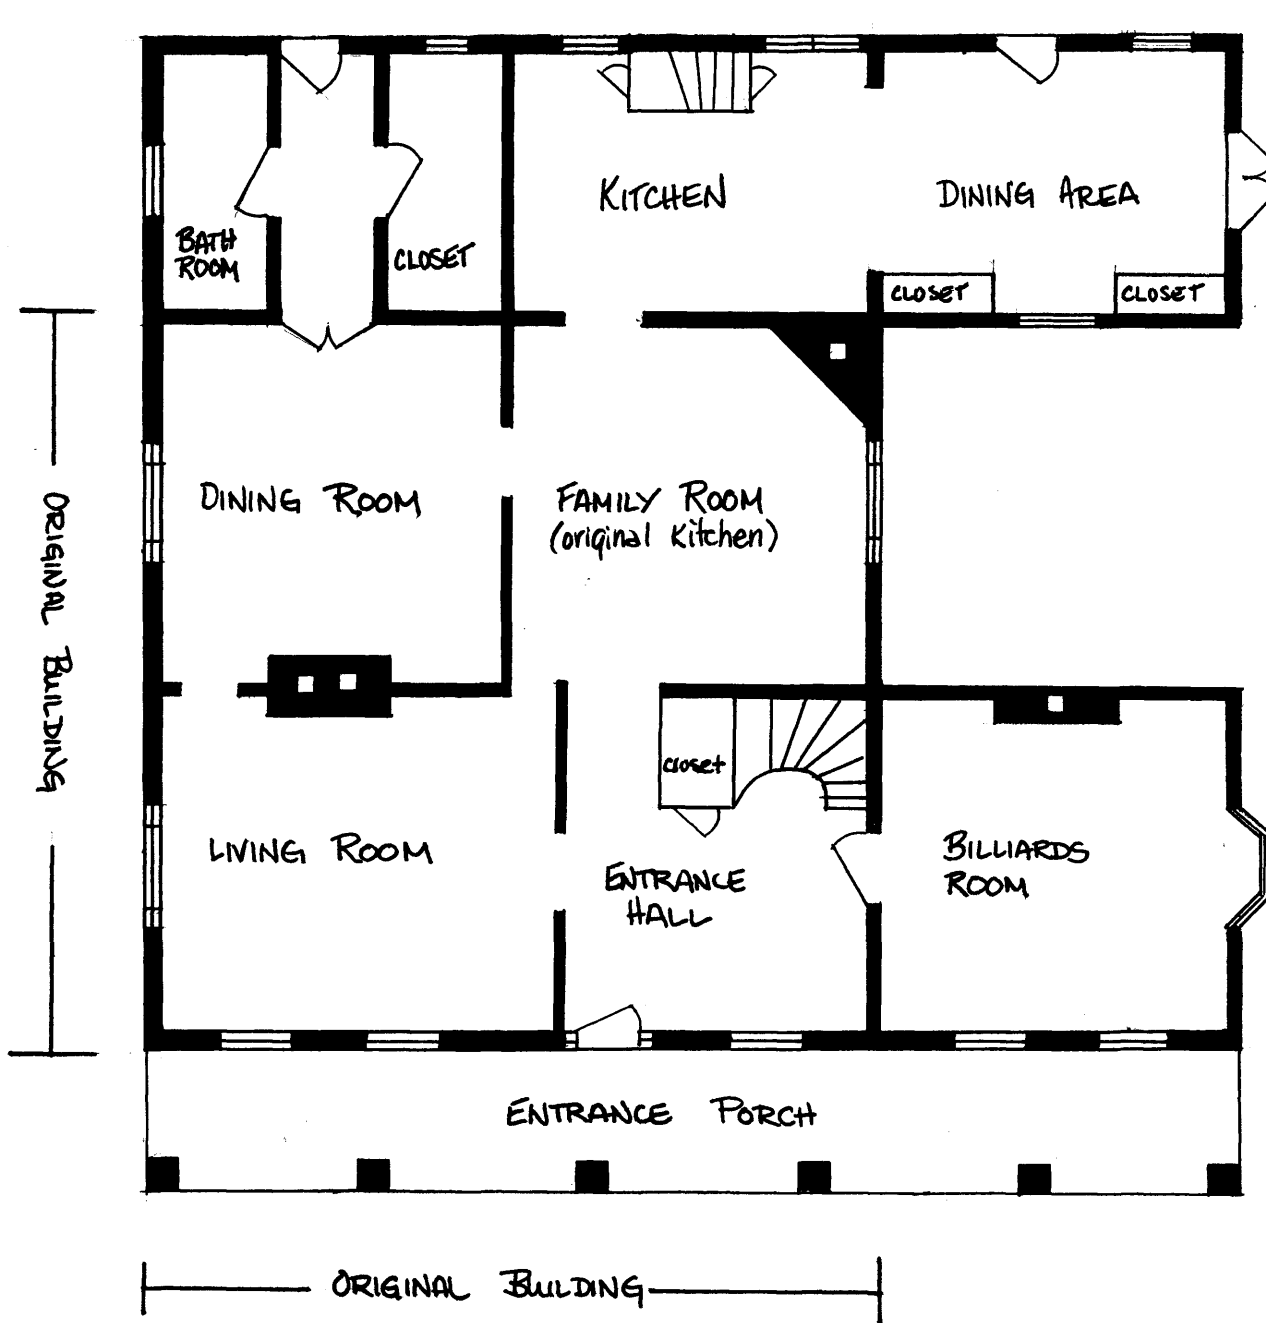 KITCHEN
DINING AREA
BATH
ROOM
CLOSET
CLOSET
CLOSET
DINING ROOM
FAMILY ROOM
(original Kitchen)
ORIGINAL BUILDING
closet
LIVING ROOM
BILLIARDS
ROOM
ENTRANCE
HALL
ENTRANCE PORCH
ORIGINAL BUILDING